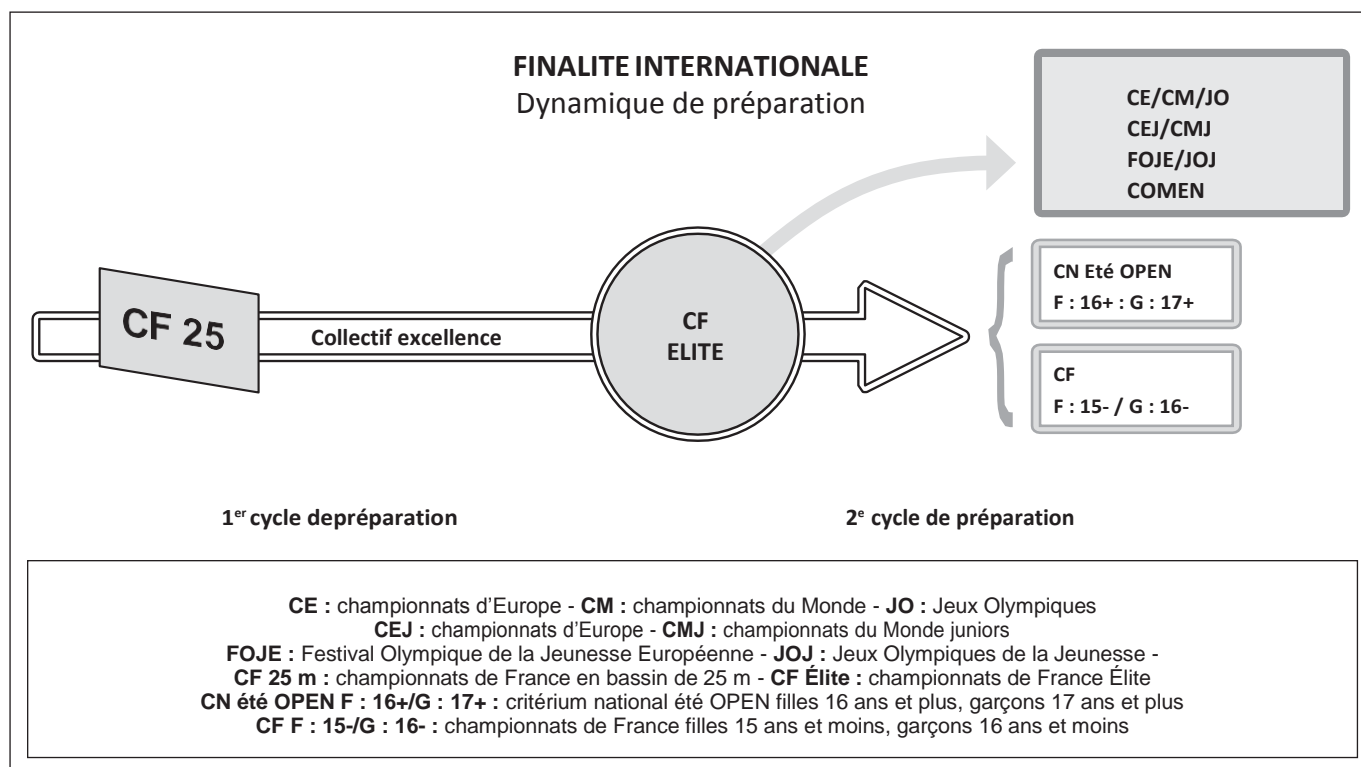 FINALITE INTERNATIONALE
Dynamique de préparation
CE/CM/JO
CEJ/CMJ
FOJE/JOJ
COMEN
CF 25
Collectif excellence
CF
ELITE
CN Eté OPEN
F : 16+ : G : 17+
CF
F : 15- / G : 16-
1er cycle depréparation
2e cycle de préparation
CE : championnats d’Europe - CM : championnats du Monde - JO : Jeux Olympiques
CEJ : championnats d’Europe - CMJ : championnats du Monde juniors
FOJE : Festival Olympique de la Jeunesse Européenne - JOJ : Jeux Olympiques de la Jeunesse -
CF 25 m : championnats de France en bassin de 25 m - CF Élite : championnats de France Élite
CN été OPEN F : 16+/G : 17+ : critérium national été OPEN filles 16 ans et plus, garçons 17 ans et plus
CF F : 15-/G : 16- : championnats de France filles 15 ans et moins, garçons 16 ans et moins